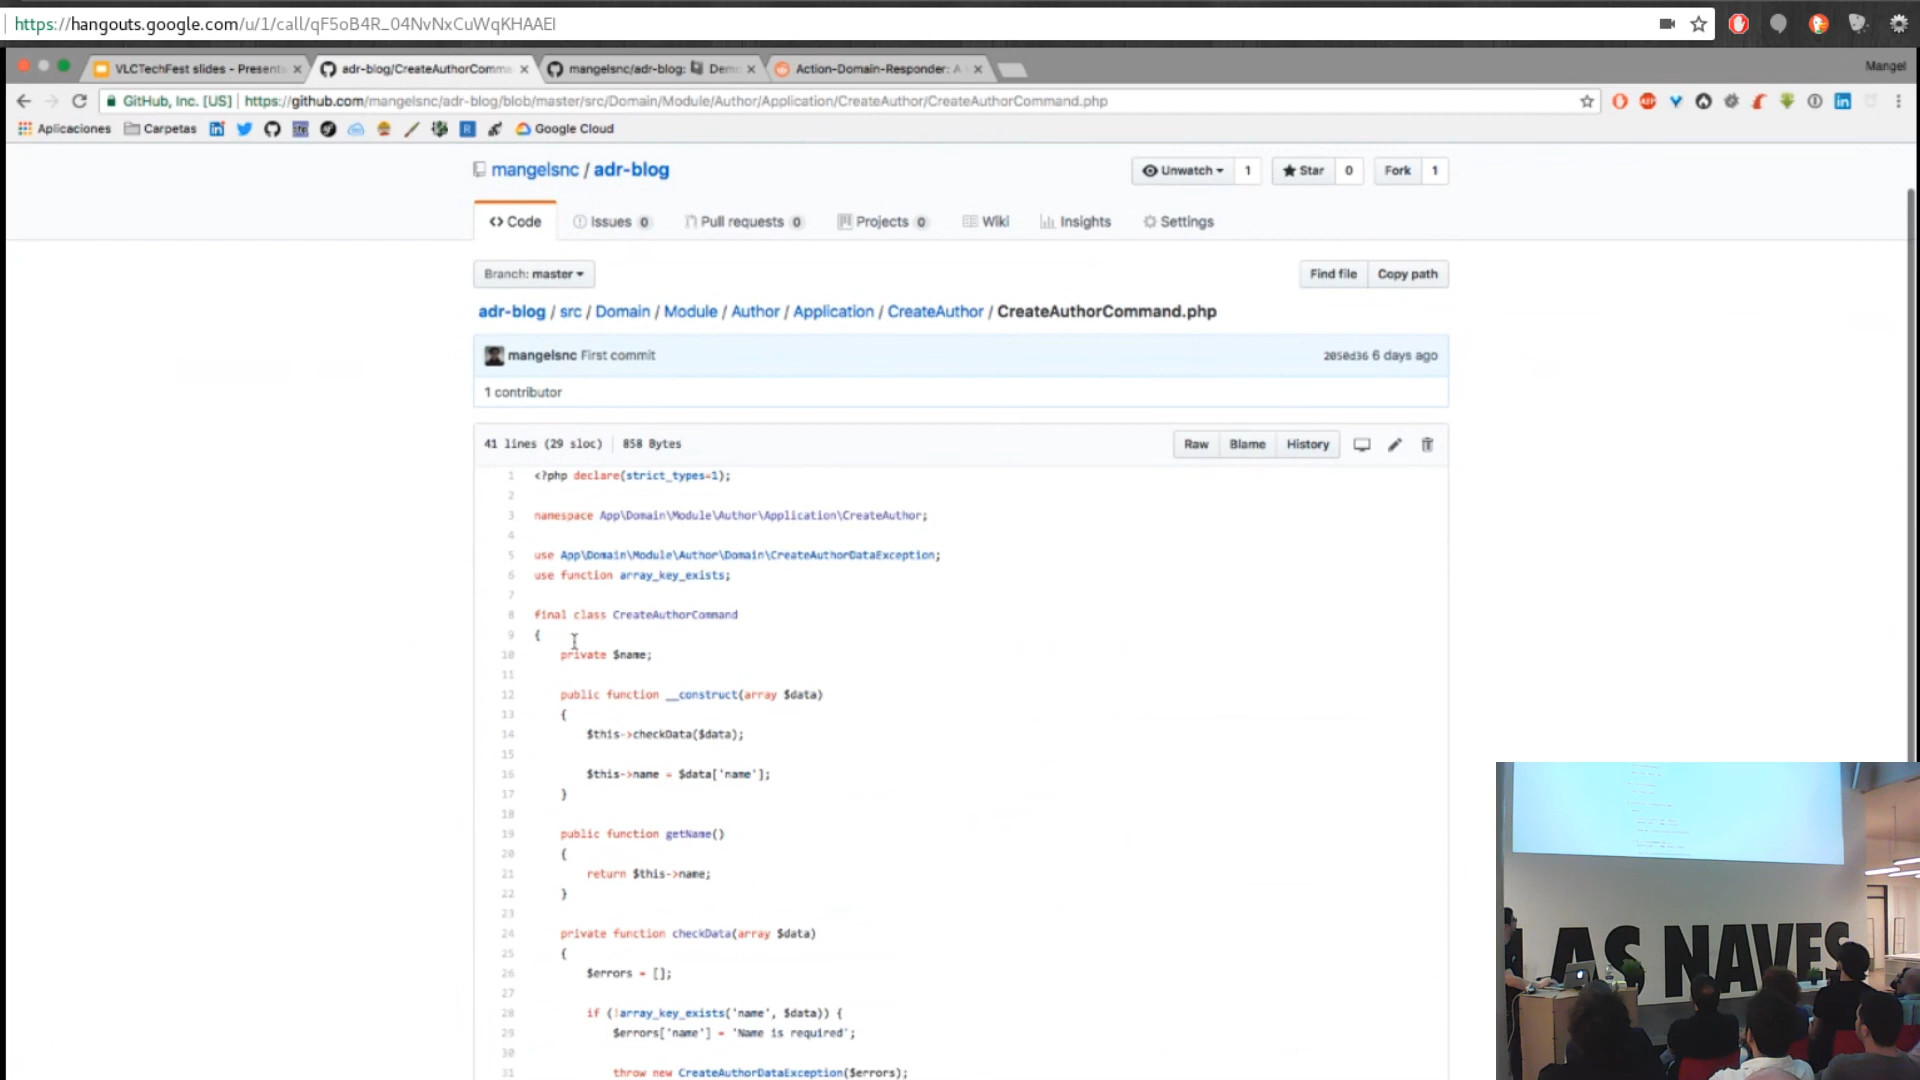 https://hangouts.google.com/u/1/call/qF5oB4R_04NvNxCuWqKHAAEI
VLCTechFest slides - Present
adr-blog/CreateAuthorComma
mangelsnc/adr-blog: Demo
Action-Domain-Responder: A
Mangel
GitHub, Inc. [US] | https://github.com/mangelsnc/adr-blog/blob/master/src/Domain/Module/Author/Application/CreateAuthor/CreateAuthorCommand.php
Aplicaciones Carpetas Google Cloud
mangelsnc / adr-blog
Unwatch 1 Star 0 Fork 1
Code Issues 0 Pull requests 0 Projects 0 Wiki Insights Settings
Branch: master Find file Copy path
adr-blog / src / Domain / Module / Author / Application / CreateAuthor / CreateAuthorCommand.php
mangelsnc First commit 2050d36 6 days ago
1 contributor
41 lines (29 sloc) | 858 Bytes Raw Blame History
1 <?php declare(strict_types=1);
2
3 namespace App\Domain\Module\Author\Application\CreateAuthor;
4
5 use App\Domain\Module\Author\Domain\CreateAuthorDataException;
6 use function array_key_exists;
7
8 final class CreateAuthorCommand
9 {
10 private $name;
11
12 public function __construct(array $data)
13 {
14 $this->checkData($data);
15
16 $this->name = $data['name'];
17 }
18
19 public function getName()
20 {
21 return $this->name;
22 }
23
24 private function checkData(array $data)
25 {
26 $errors = [];
27
28 if (!array_key_exists('name', $data)) {
29 $errors['name'] = 'Name is required';
30
31 throw new CreateAuthorDataException($errors);
LAS NAVES